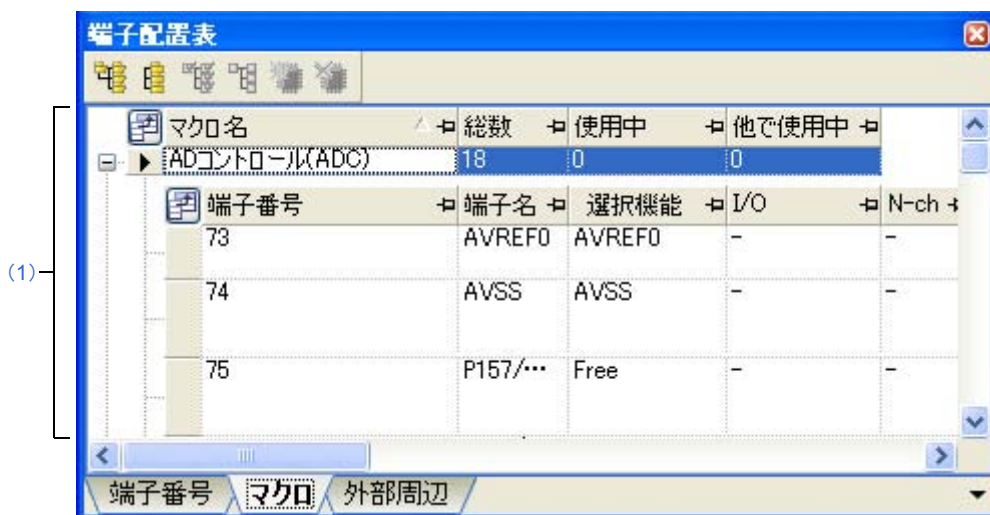 端子配置表
マクロ名 総数 使用中 他で使用中
ADコントロール(ADC) 18 0 0
端子番号 端子名 選択機能 I/O N-ch
73 AVREF0 AVREF0 - -
(1)
74 AVSS AVSS - -
75 P157/… Free - -
端子番号 マクロ 外部周辺